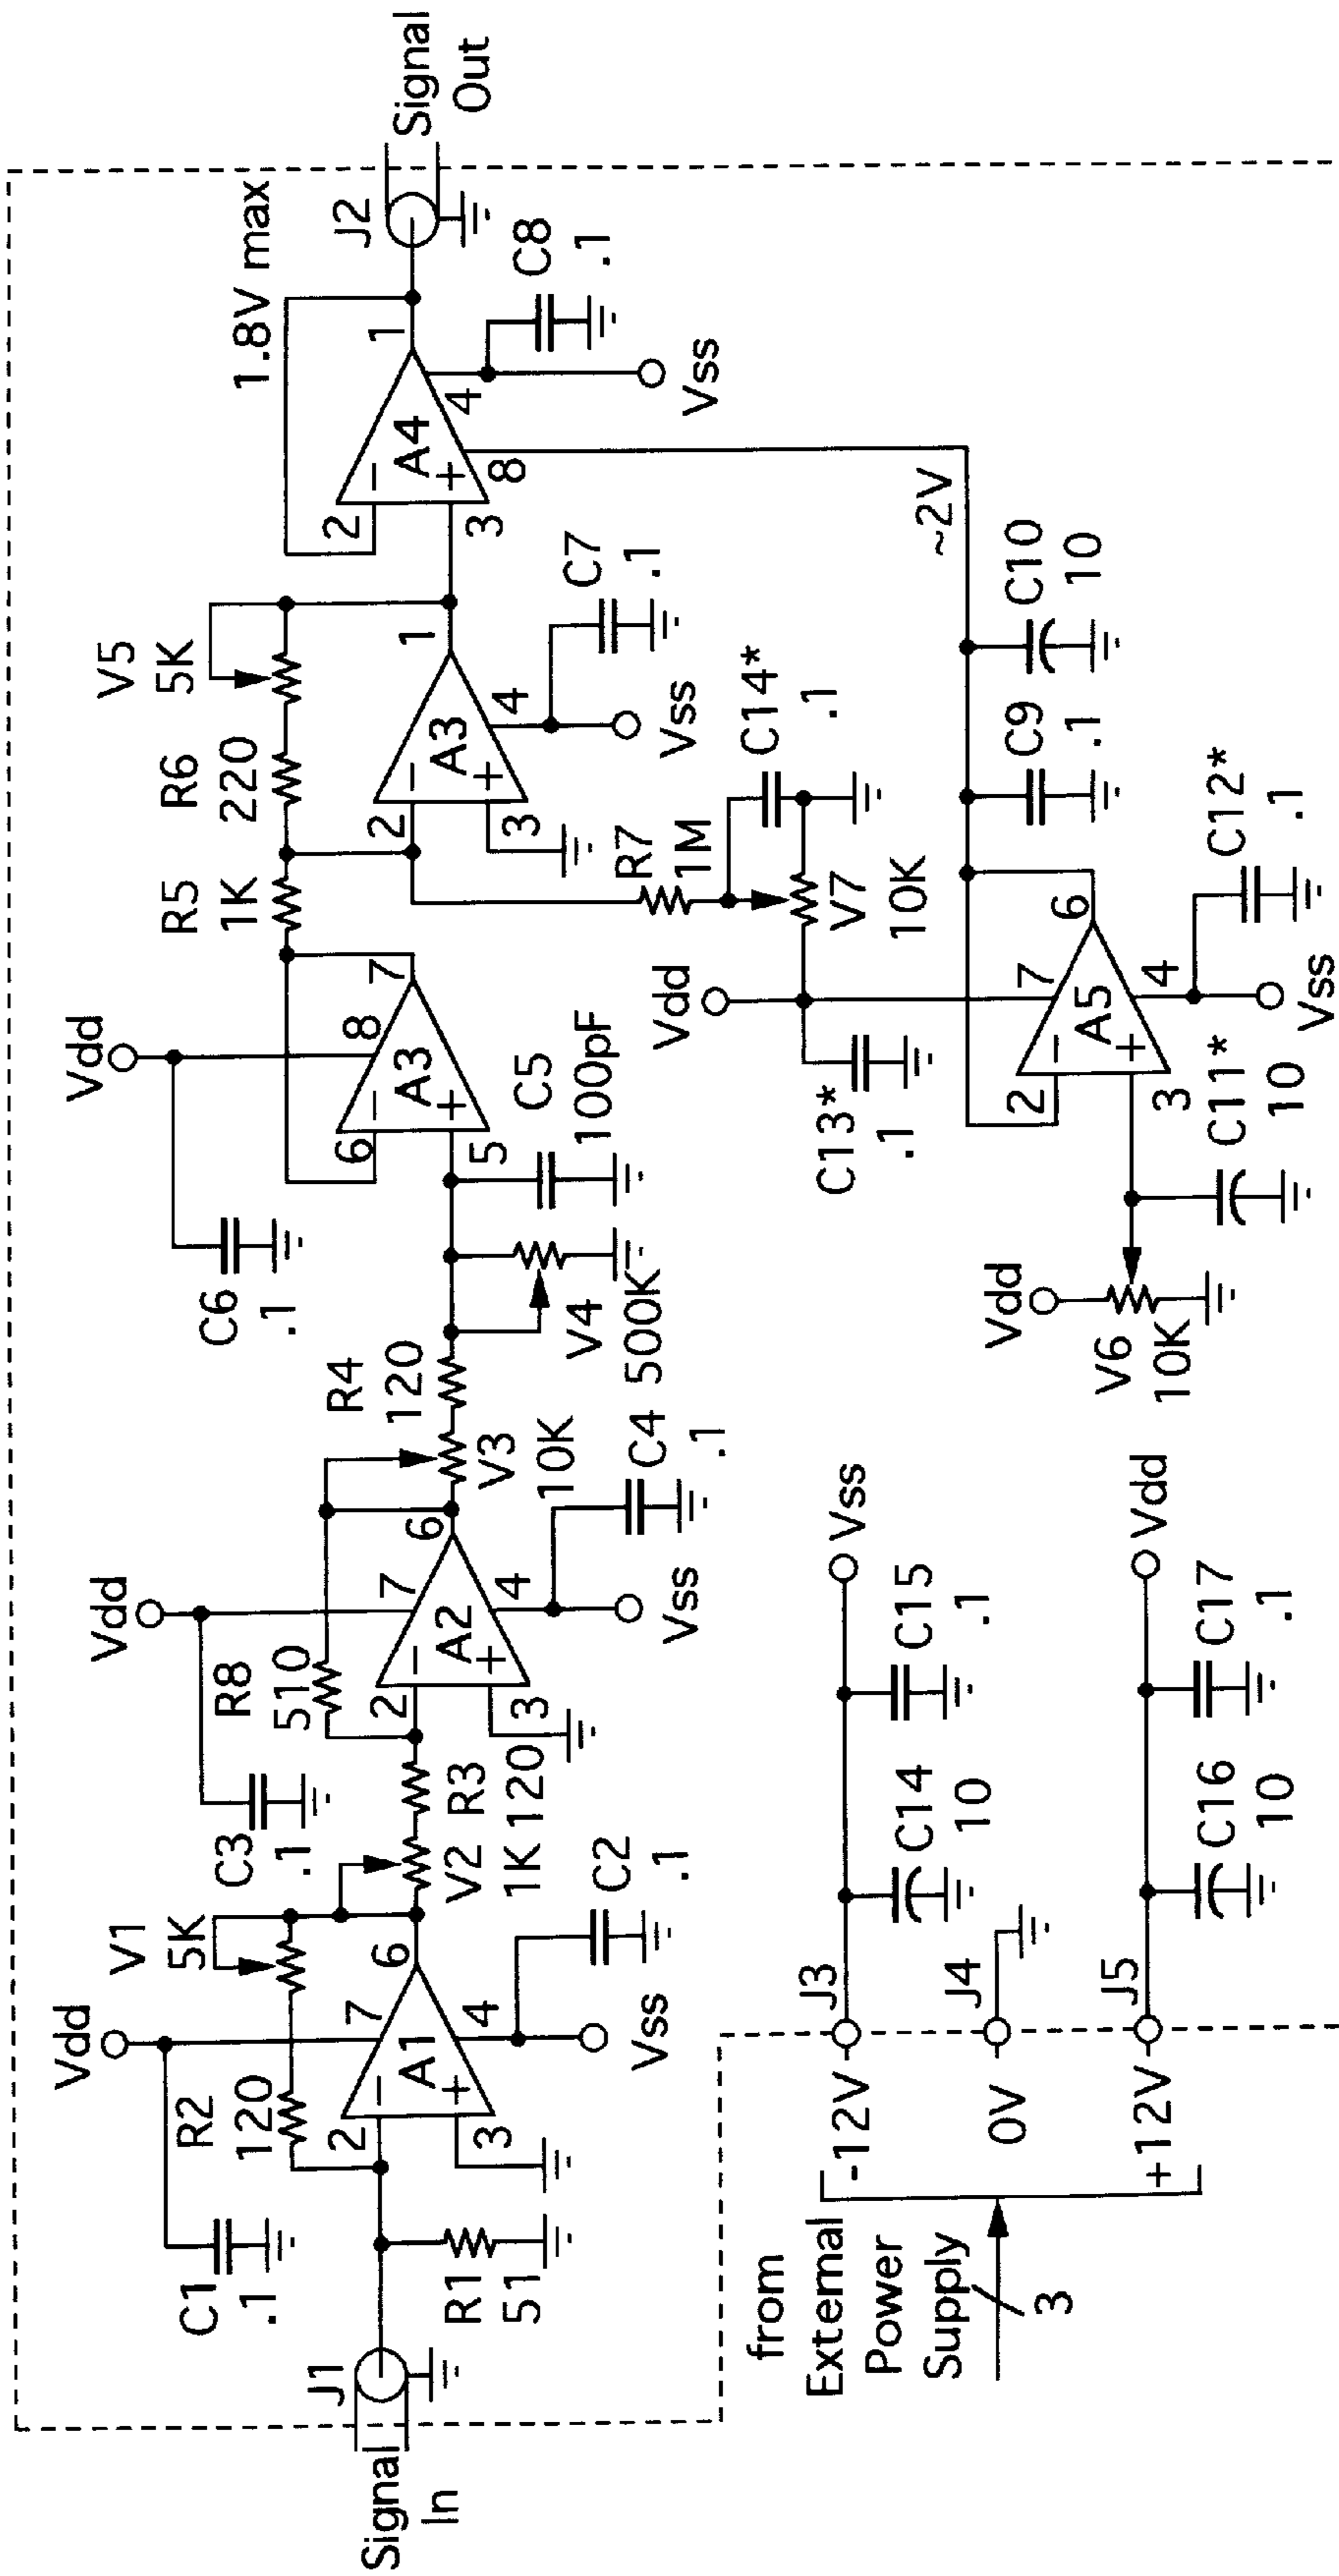 Signal
In
J1
R1
51
C1
.1
Vdd
R2
120
V1
5K
2
3
7
6
4
A1
−
+
Vss
C2
.1
V2
1K
R3
120
C3
.1
Vdd
R8
510
2
3
7
6
4
A2
−
+
Vss
C4
.1
V3
10K
R4
120
V4
500K
C5
100pF
C6
.1
Vdd
6
5
8
7
A3
−
+
R5
1K
R6
220
V5
5K
2
3
1
4
A3
−
+
Vss
C7
.1
R7
1M
C14*
.1
V7
10K
Vdd
C13*
.1
2
3
1
4
8
A4
−
+
1.8V max
J2
Signal
Out
C8
.1
Vss
~2V
C10
10
C9
.1
2
3
7
6
4
A5
−
+
C12*
.1
Vss
C11*
10
Vdd
V6
10K
from
External
Power
Supply
3
-12V
0V
+12V
J3
J4
J5
C14
10
C15
.1
Vss
C16
10
C17
.1
Vdd